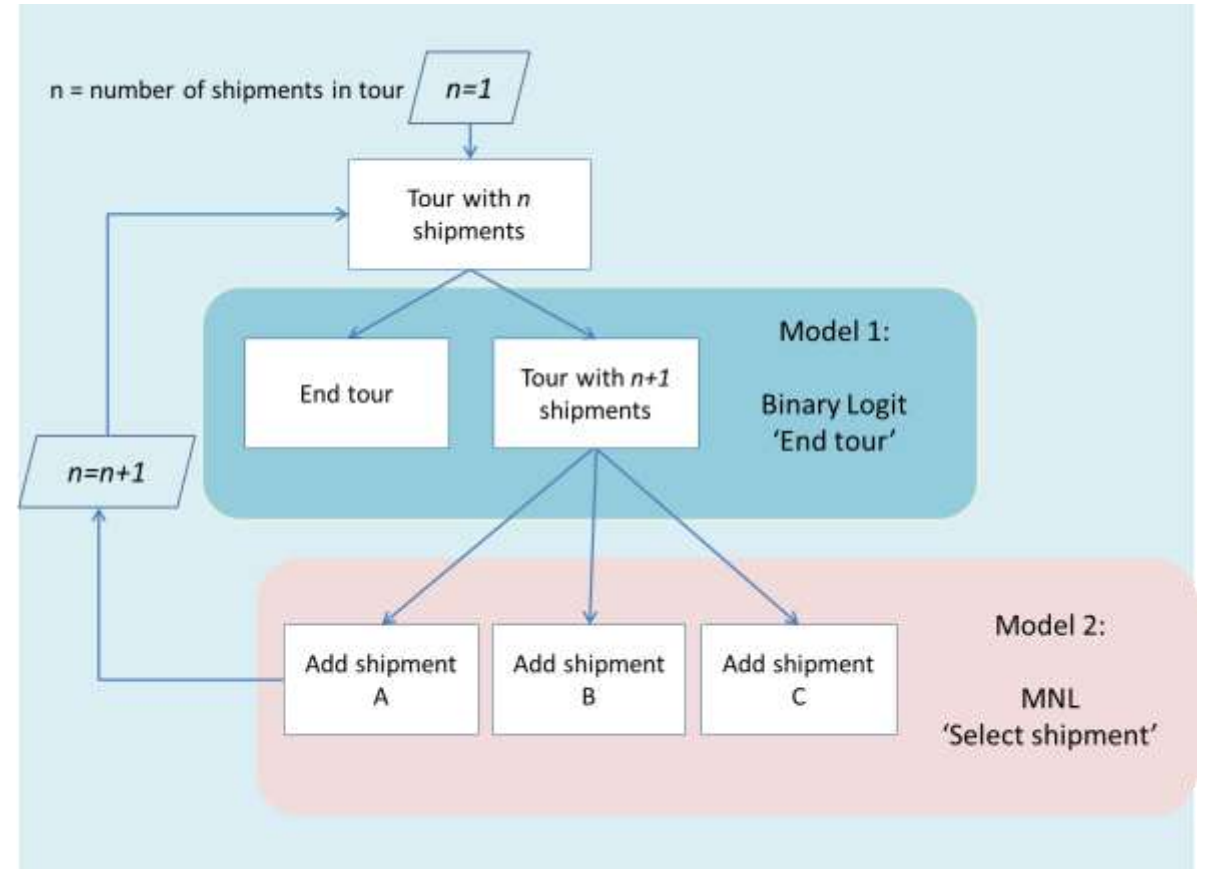 n = number of shipments in tour
n=1
Tour with n
shipments
End tour
Tour with n+1
shipments
Model 1:
Binary Logit
‘End tour’
n=n+1
Add shipment
A
Add shipment
B
Add shipment
C
Model 2:
MNL
‘Select shipment’